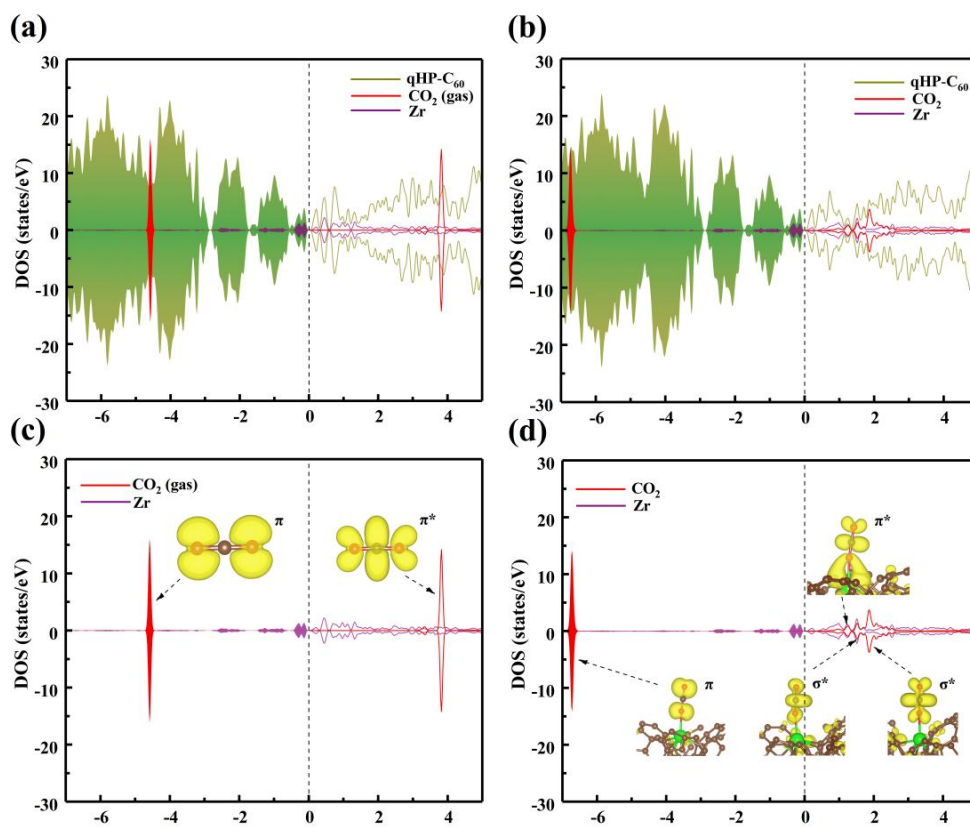 (a)
(b)
30
20
10
0
-10
-20
-30
DOS (states/eV)
qHP-C₆₀
CO₂ (gas)
Zr
-6 -4 -2 0 2 4
30
20
10
0
-10
-20
-30
DOS (states/eV)
qHP-C₆₀
CO₂
Zr
-6 -4 -2 0 2 4
(c)
(d)
30
20
10
0
-10
-20
-30
DOS (states/eV)
CO₂ (gas)
Zr
π
π*
-6 -4 -2 0 2 4
30
20
10
0
-10
-20
-30
DOS (states/eV)
CO₂
Zr
π*
π
σ*
σ*
-6 -4 -2 0 2 4